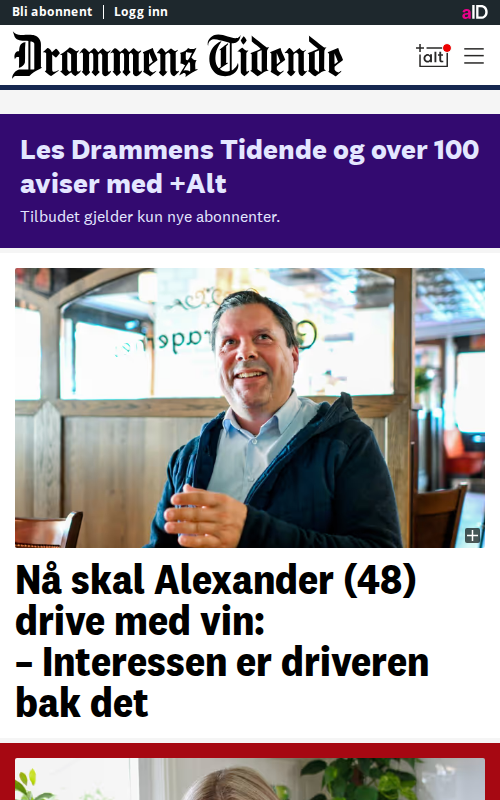 Bli abonnent | Logg inn
aID
Drammens Tidende
+alt
Les Drammens Tidende og over 100
aviser med +Alt
Tilbudet gjelder kun nye abonnenter.
Nå skal Alexander (48)
drive med vin:
– Interessen er driveren
bak det